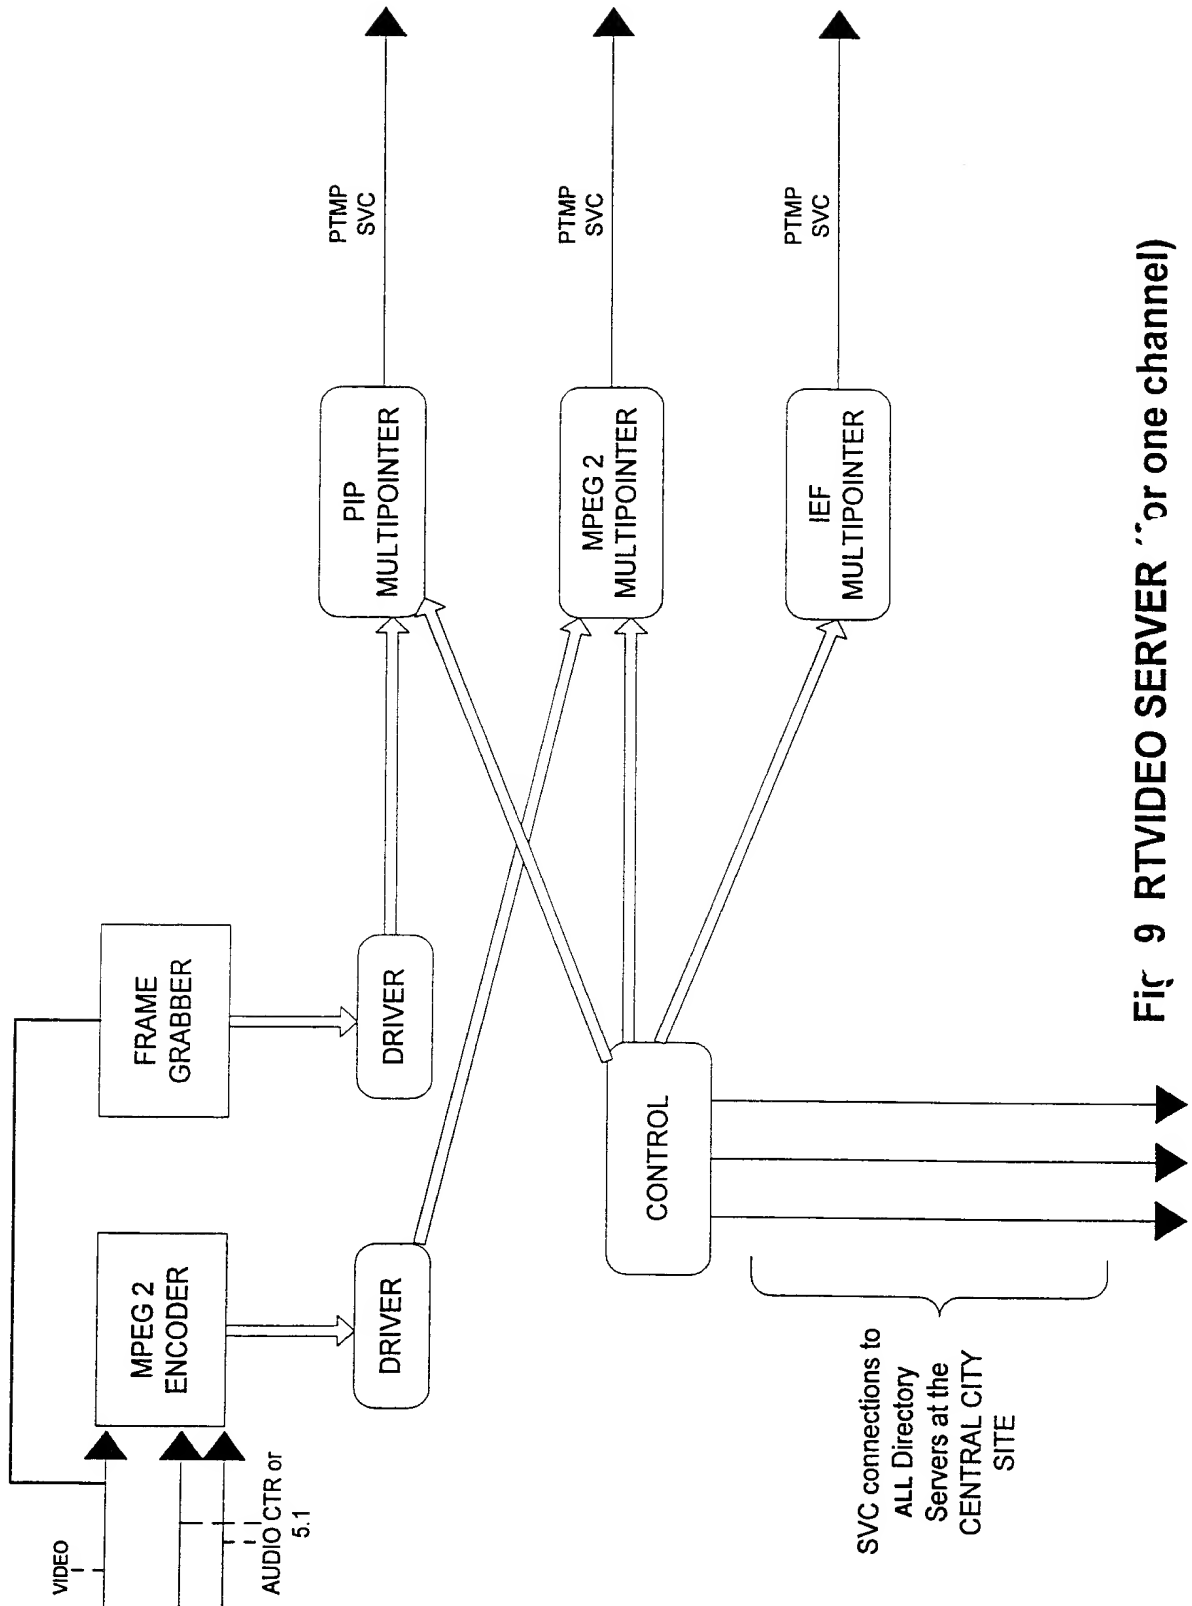 VIDEO
AUDIO CTR or
5.1
MPEG 2
ENCODER
FRAME
GRABBER
DRIVER
DRIVER
CONTROL
PIP
MULTIPOINTER
MPEG 2
MULTIPOINTER
IEF
MULTIPOINTER
PTMP
SVC
PTMP
SVC
PTMP
SVC
SVC connections to
ALL Directory
Servers at the
CENTRAL CITY
SITE
9 RTVIDEO SERVER one channel)